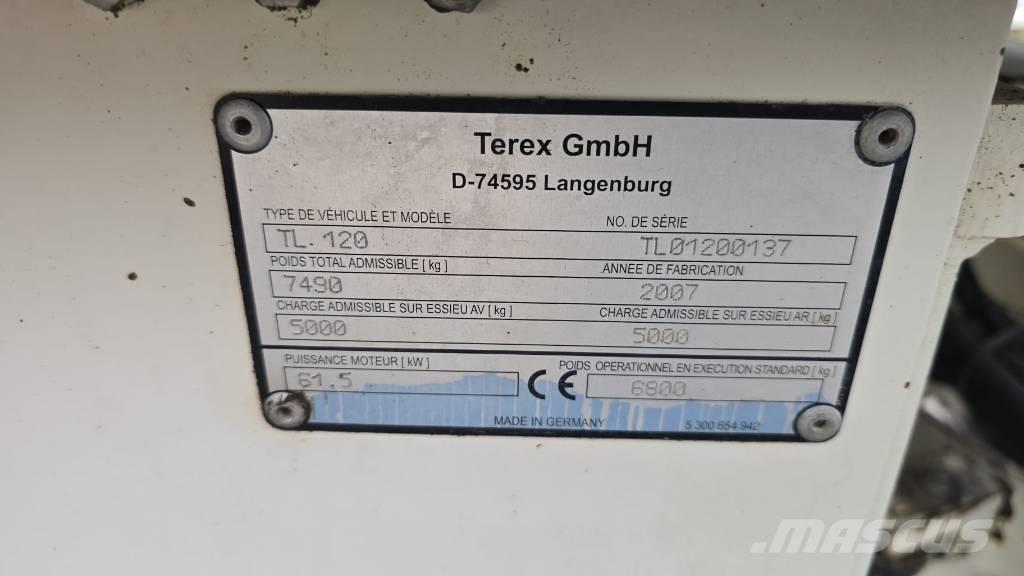 Terex GmbH
D-74595 Langenburg
TYPE DE VÉHICULE ET MODÈLE NO. DE SÉRIE
TL.120 TL01200137
POIDS TOTAL ADMISSIBLE [ kg ] ANNEE DE FABRICATION
7490 2007
CHARGE ADMISSIBLE SUR ESSIEU AV [ kg ] CHARGE ADMISSIBLE SUR ESSIEU AR [ kg ]
5000 5000
PUISSANCE MOTEUR [ kW ] POIDS OPERATIONNEL EN EXECUTION STANDARD [ kg ]
61.5 CE 6800
MADE IN GERMANY 5 300 654 942
MASCUS